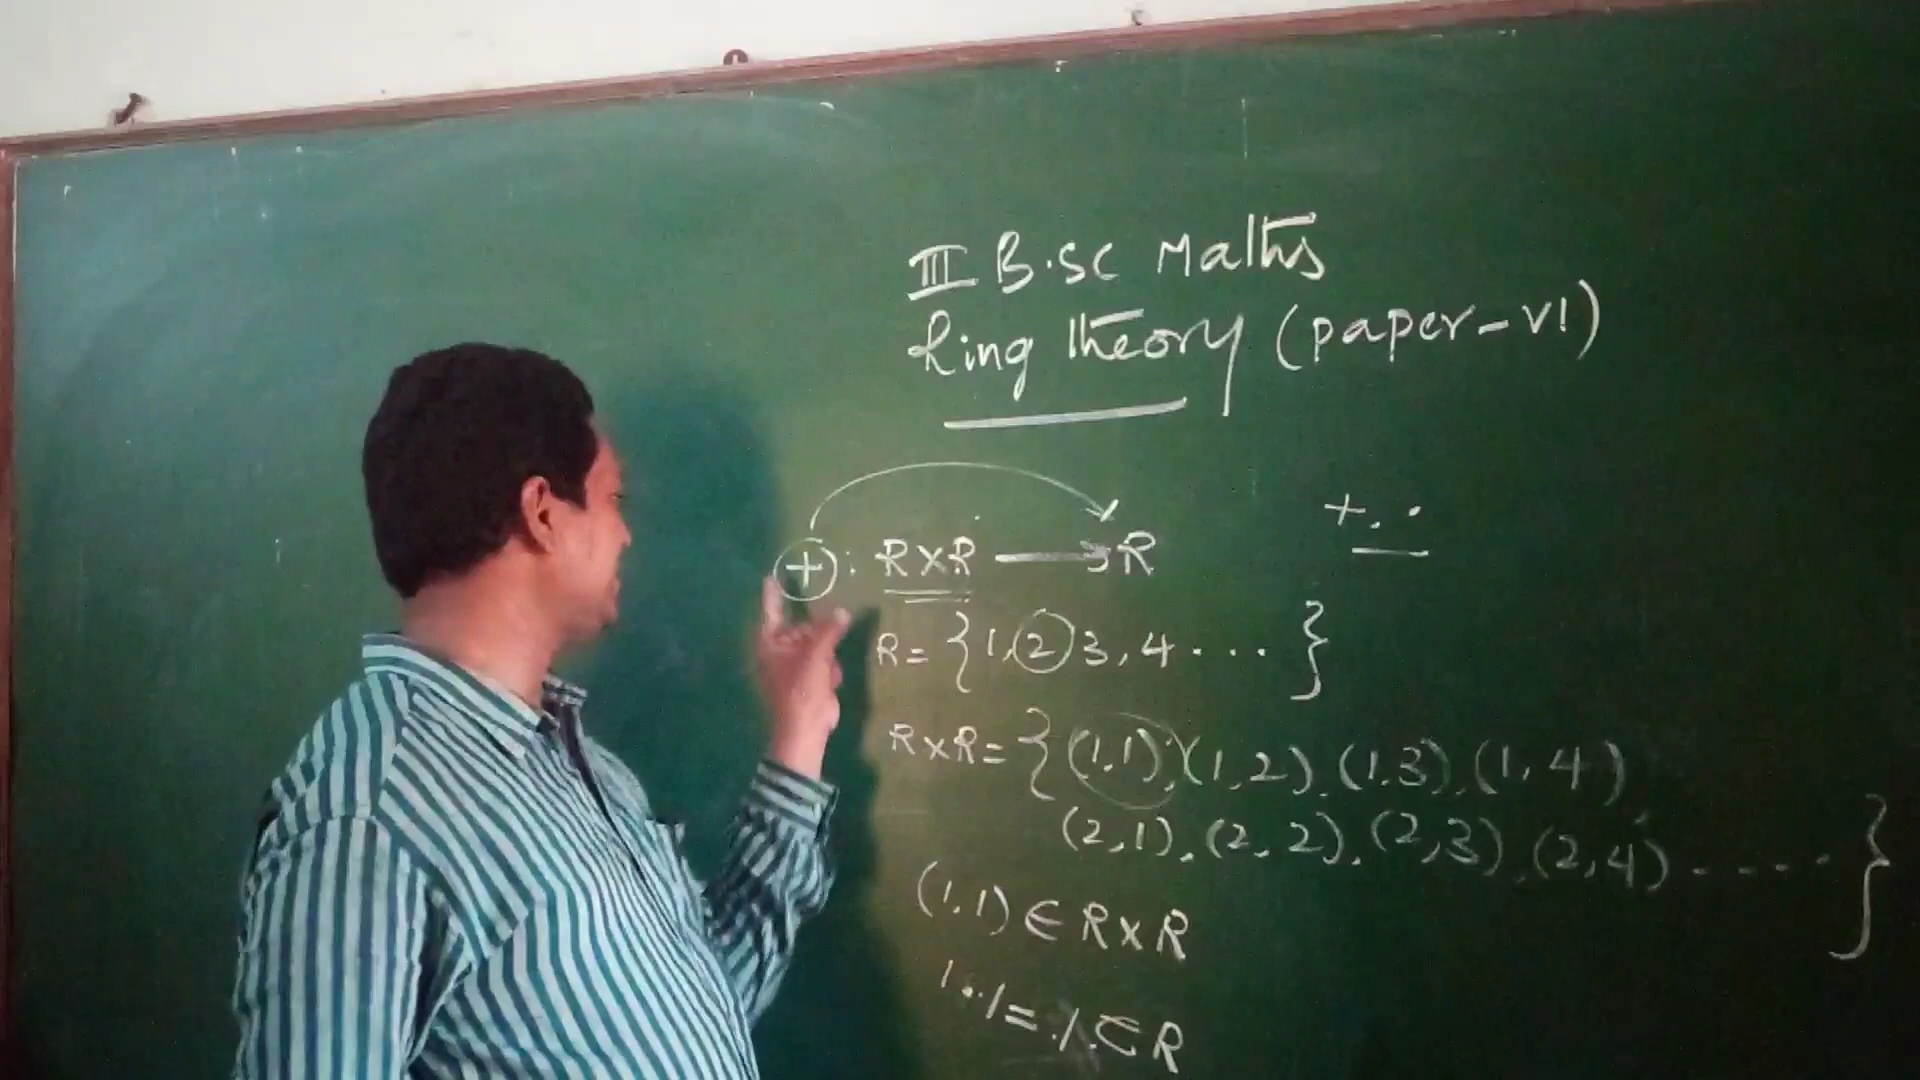 III B.SC Maths
Ring theory (paper-VI)
+. .
+ : R×R → R
R = {1, 2 3, 4 . . . . }
R×R = { (1,1), (1,2), (1,3), (1,4)
(2,1), (2,2), (2,3), (2,4) - - - - }
(1,1) ∈ R×R
1.1 = 1 ∈ R